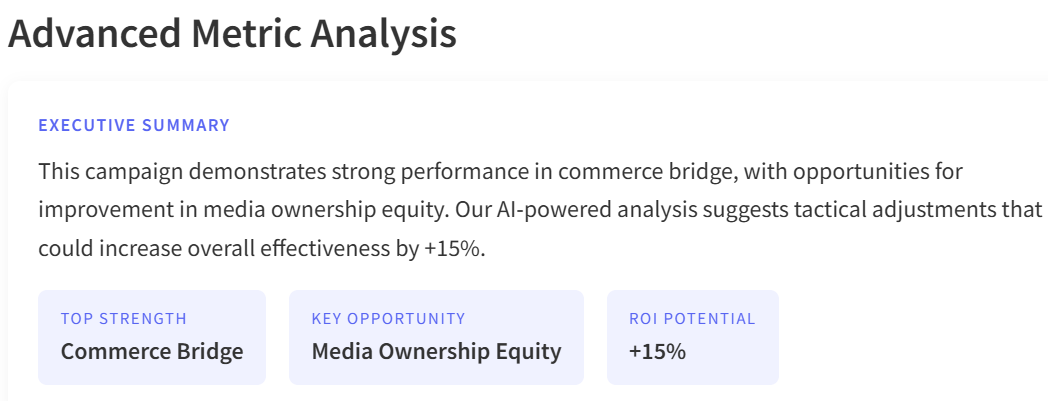 Advanced Metric Analysis
EXECUTIVE SUMMARY
This campaign demonstrates strong performance in commerce bridge, with opportunities for
improvement in media ownership equity. Our AI-powered analysis suggests tactical adjustments that
could increase overall effectiveness by +15%.
TOP STRENGTH
Commerce Bridge
KEY OPPORTUNITY
Media Ownership Equity
ROI POTENTIAL
+15%